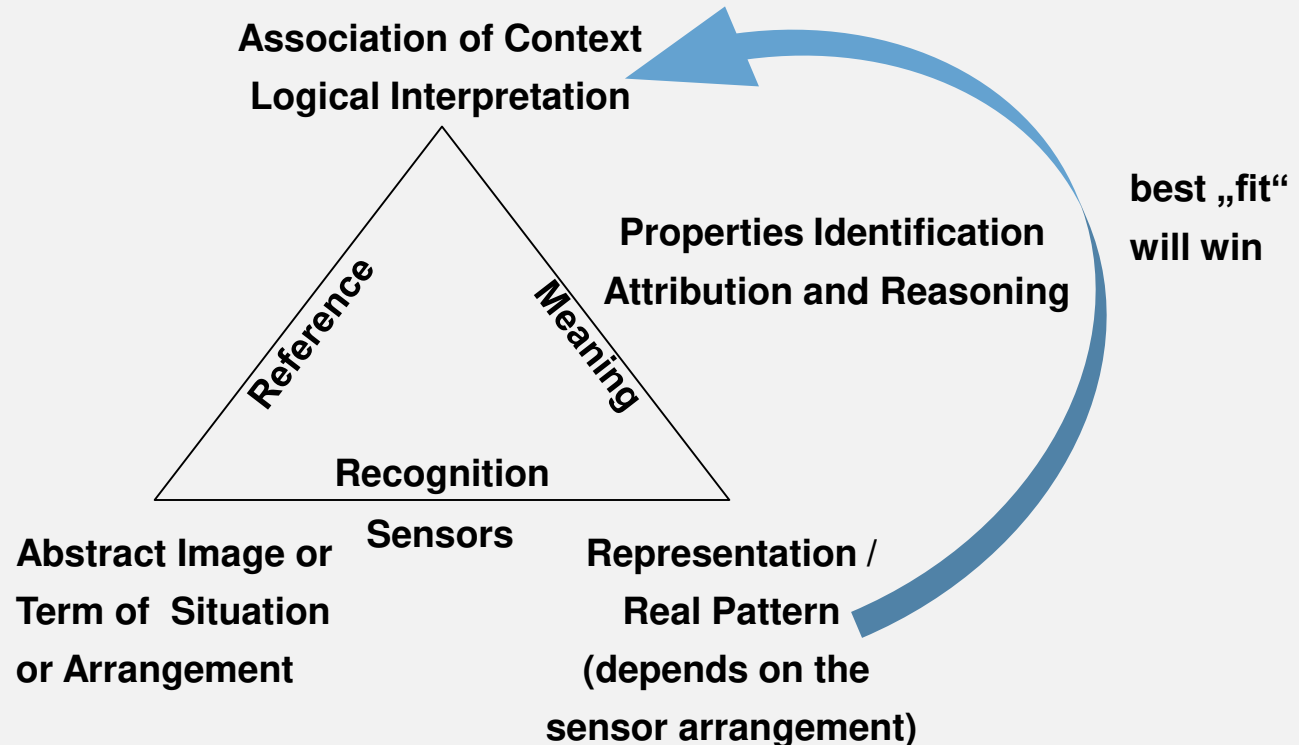 Association of Context
Logical Interpretation
best „fit“
will win
Properties Identification
Attribution and Reasoning
Reference
Meaning
Recognition
Sensors
Abstract Image or
Term of Situation
or Arrangement
Representation /
Real Pattern
(depends on the
sensor arrangement)